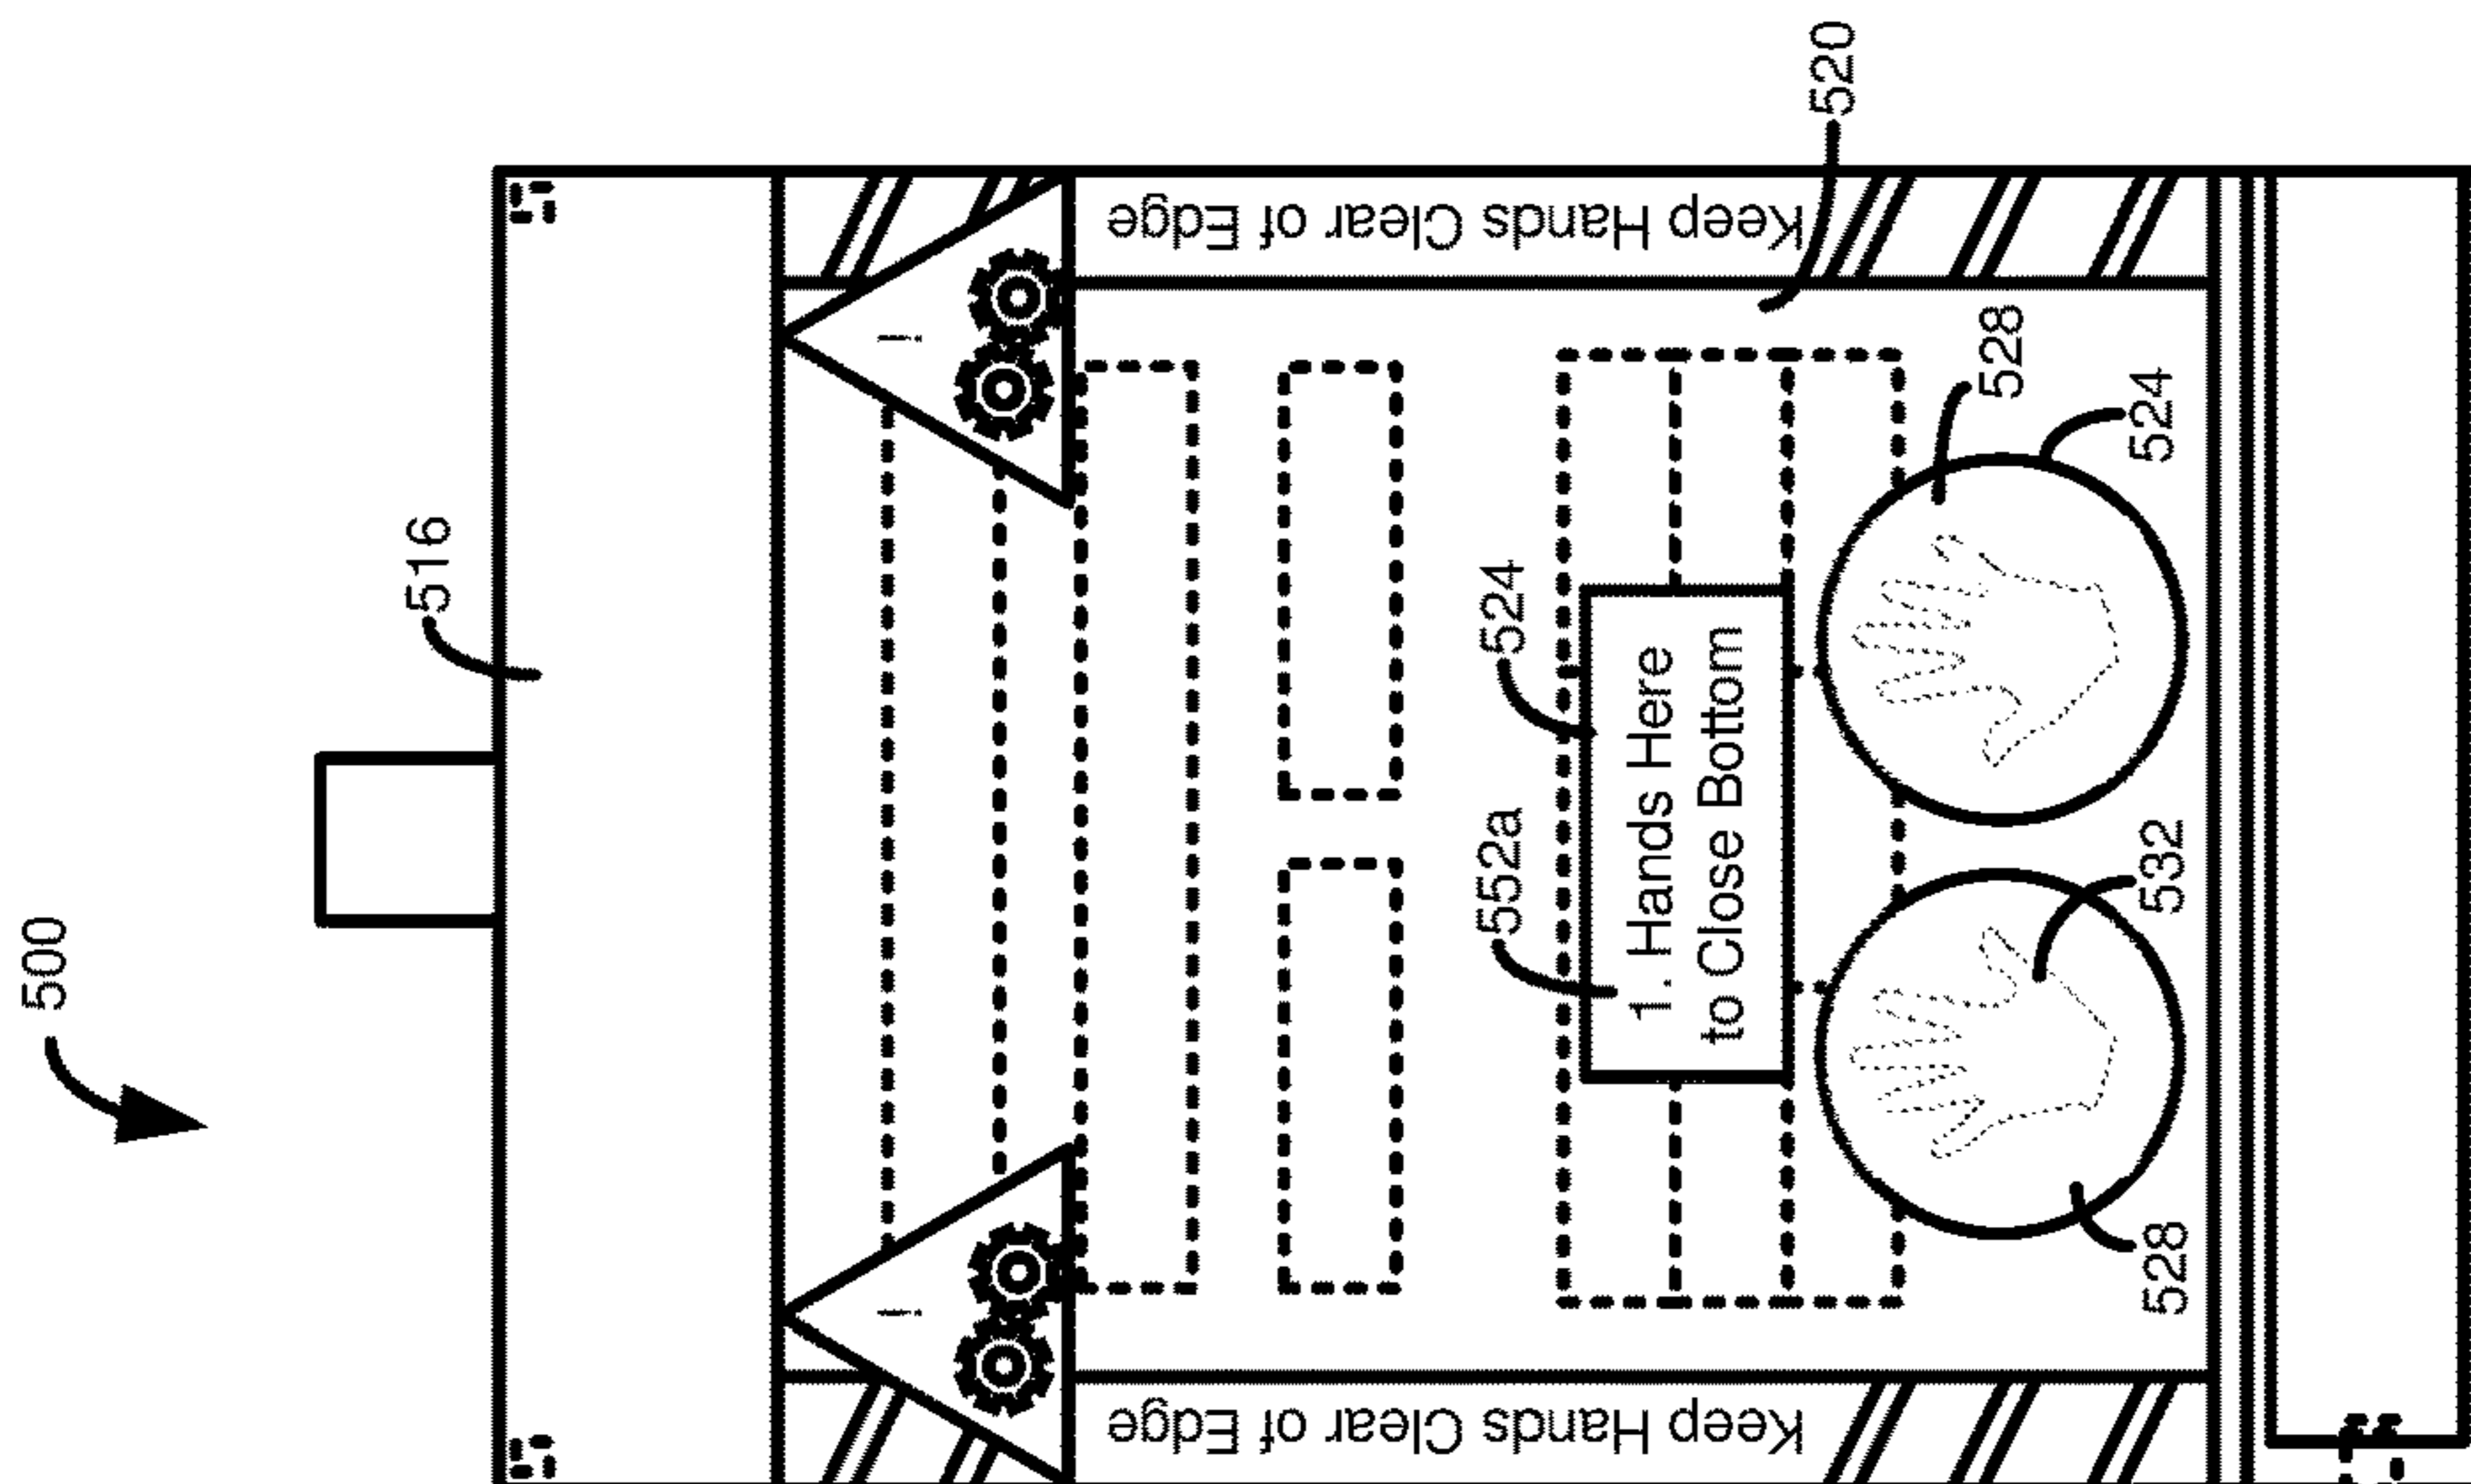 500
516
520
Keep Hands Clear of Edge
!
!
528
524
524
552a
1. Hands Here
to Close Bottom
532
528
Keep Hands Clear of Edge